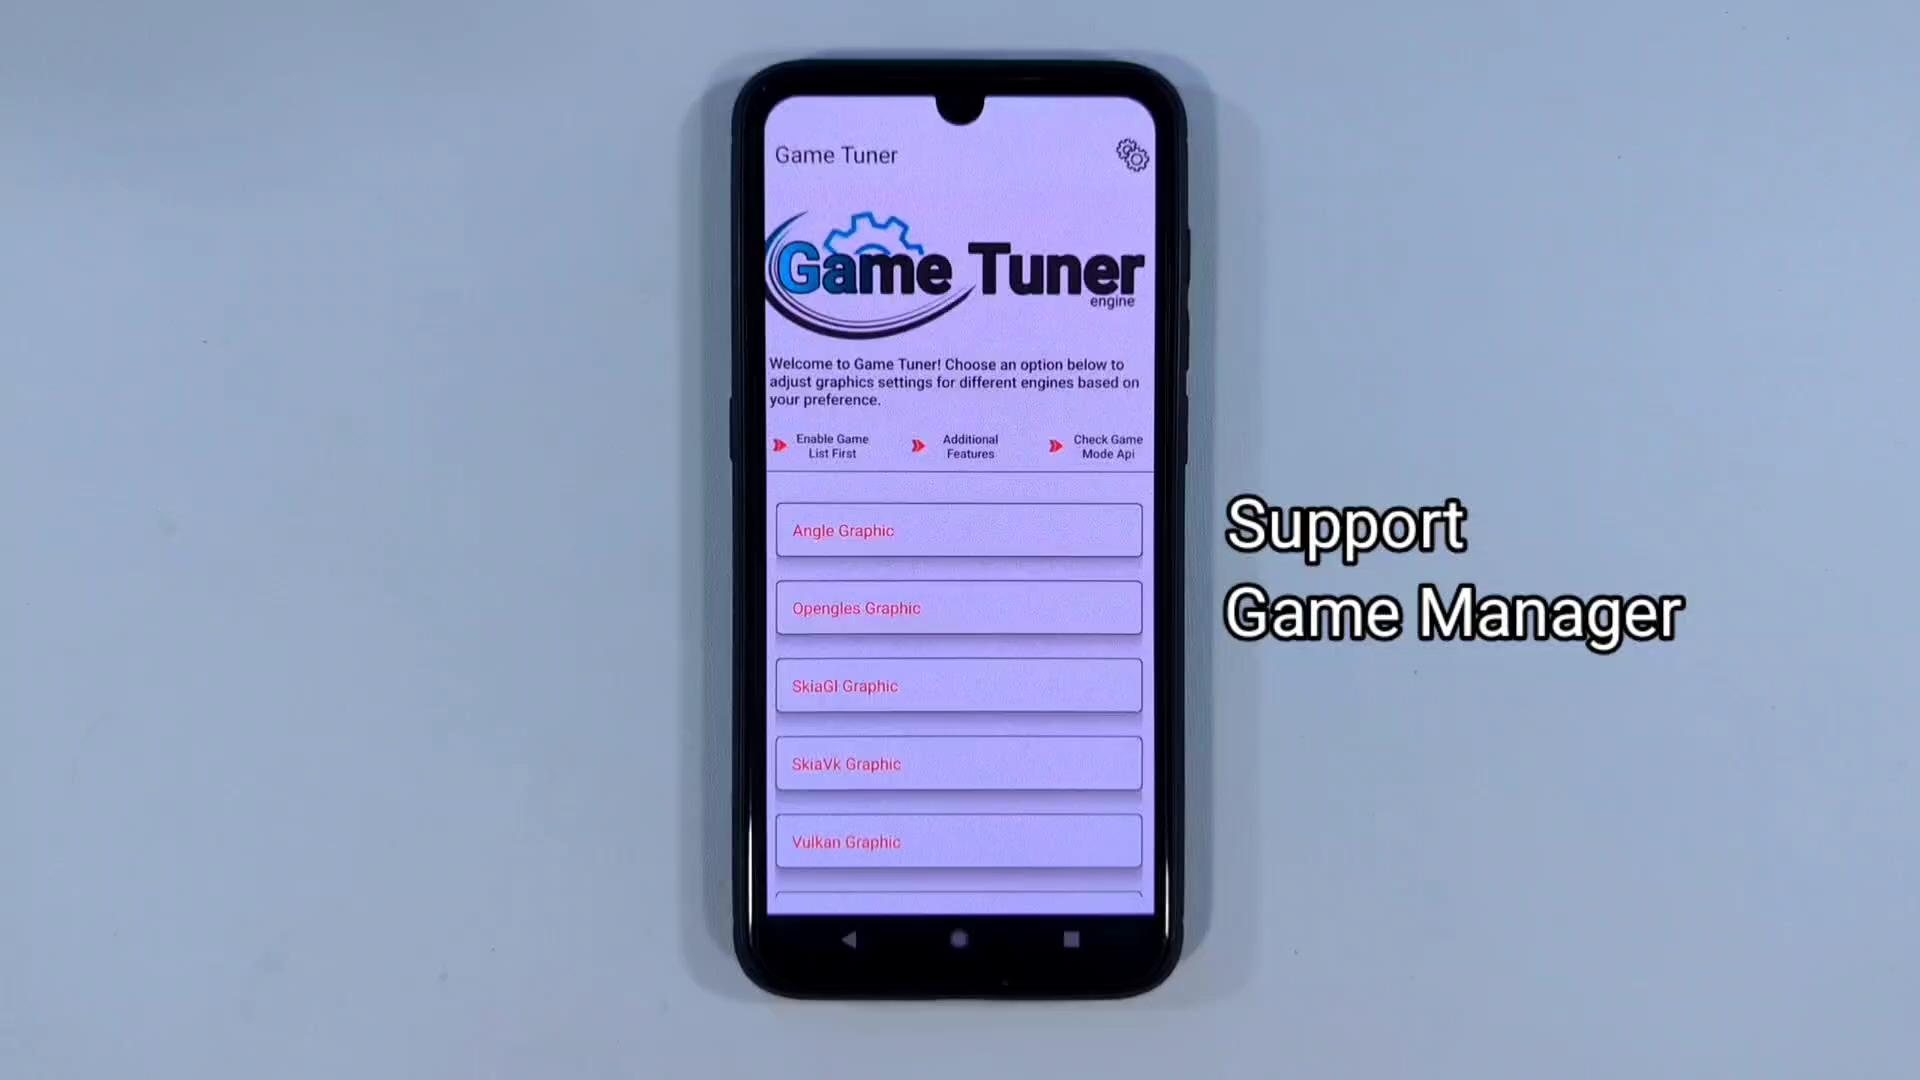 Game Tuner
Game Tuner
engine
Welcome to Game Tuner! Choose an option below to
adjust graphics settings for different engines based on
your preference.
Enable Game
List First
Additional
Features
Check Game
Mode Api
Angle Graphic
Opengles Graphic
SkiaGl Graphic
SkiaVk Graphic
Vulkan Graphic
Support
Game Manager